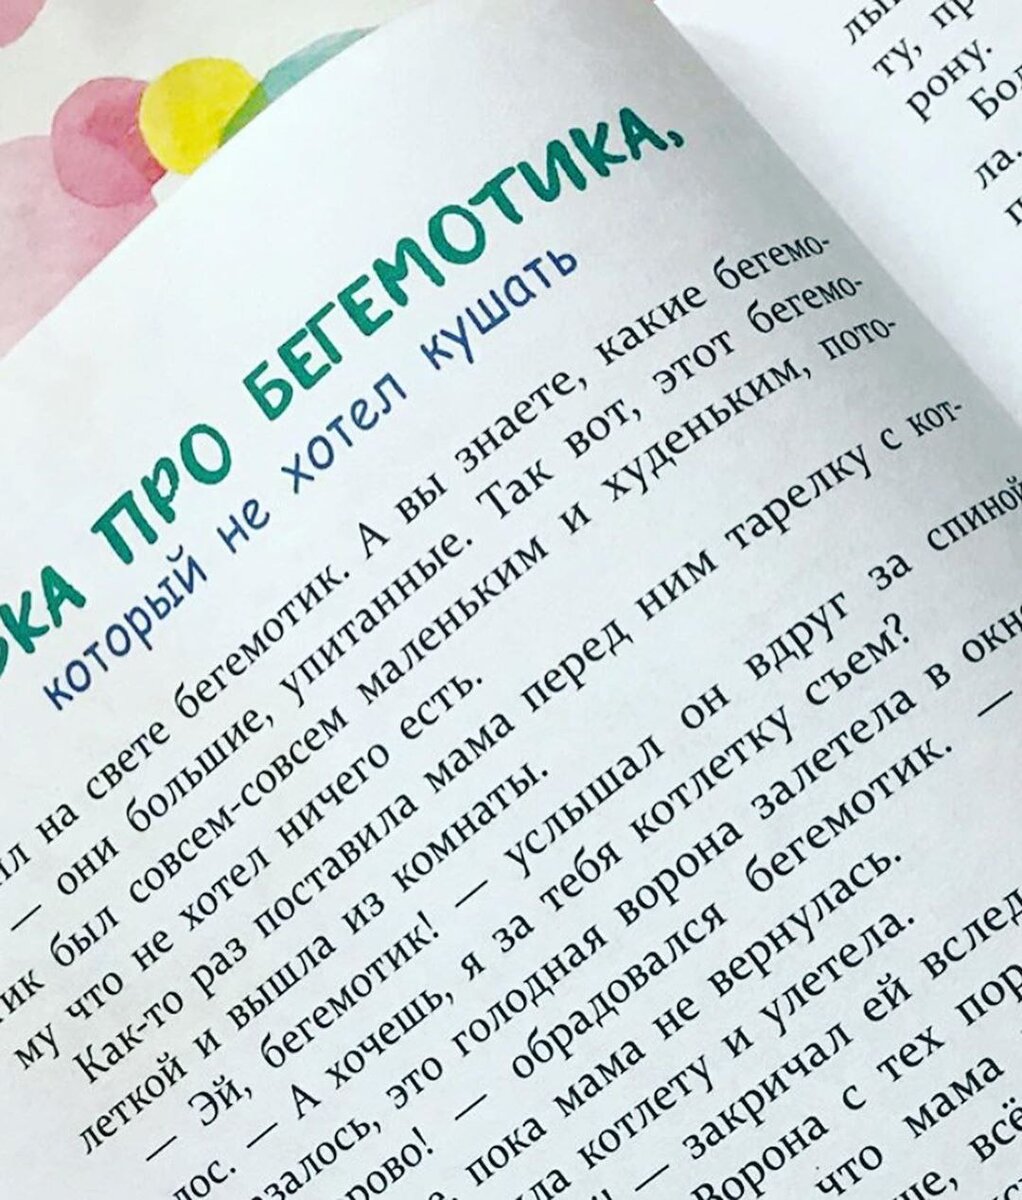 ПРО БЕГЕМОТИКА,
который не хотел кушать
на свете бегемотик. А вы знаете, какие бегемо-
— они большие, упитанные. Так вот, этот бегемо-
тик был совсем-совсем маленьким и худеньким, пото-
му что не хотел ничего есть.
Как-то раз поставила мама перед ним тарелку с кот-
леткой и вышла из комнаты.
— Эй, бегемотик! — услышал он вдруг за спиной
лос. — А хочешь, я за тебя котлетку съем?
залось, это голодная ворона залетела в окн
рово! — обрадовался бегемотик. —
, пока мама не вернулась.
ла котлету и улетела.
— закричал ей вслед
Ворона с тех пор
что мама
всё
лы
ту, пр
рону.
Бол
ла.
п